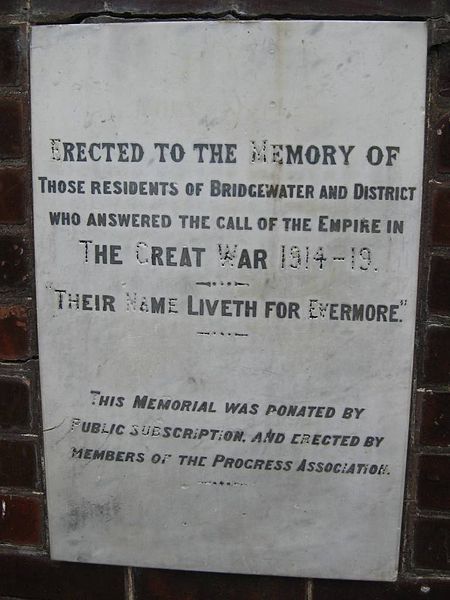 Erected to the Memory of
Those residents of Bridgewater and District
who answered the call of the Empire in
The Great War 1914-19.
"Their Name Liveth for Evermore."
This Memorial was donated by
Public subscription, and erected by
members of the Progress Association.